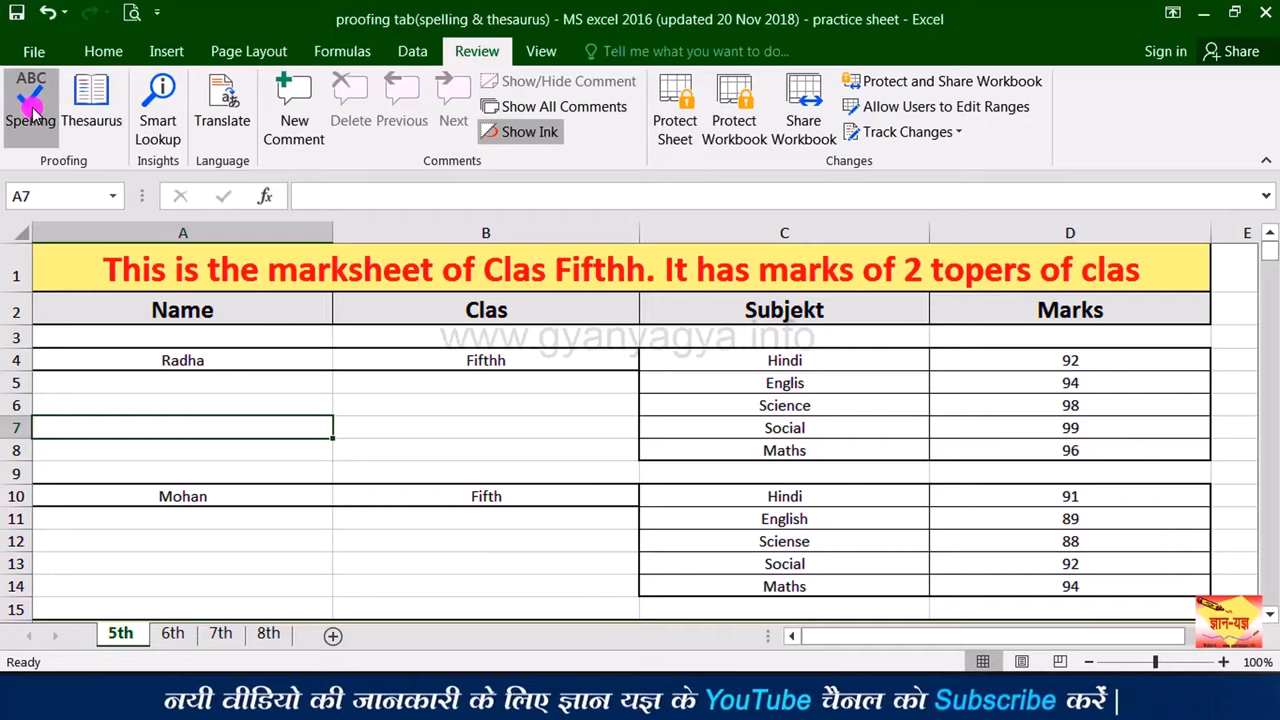 proofing tab(spelling & thesaurus) - MS excel 2016 (updated 20 Nov 2018) - practice sheet - Excel
File Home Insert Page Layout Formulas Data Review View Tell me what you want to do... Sign in Share
ABC
Spelling Thesaurus Smart Lookup Translate New Comment Delete Previous Next
Show/Hide Comment
Show All Comments
Show Ink
Protect Sheet Protect Workbook Share Workbook
Protect and Share Workbook
Allow Users to Edit Ranges
Track Changes
Proofing Insights Language Comments Changes
A7 fx
A B C D E
1 This is the marksheet of Clas Fifthh. It has marks of 2 topers of clas
2 Name Clas Subjekt Marks
3
www.gyanyagya.info
4 Radha Fifthh Hindi 92
5 Englis 94
6 Science 98
7 Social 99
8 Maths 96
9
10 Mohan Fifth Hindi 91
11 English 89
12 Sciense 88
13 Social 92
14 Maths 94
15
ज्ञान-यज्ञ
5th 6th 7th 8th
Ready 100%
नयी वीडियो की जानकारी के लिए ज्ञान यज्ञ के YouTube चैनल को Subscribe करें |